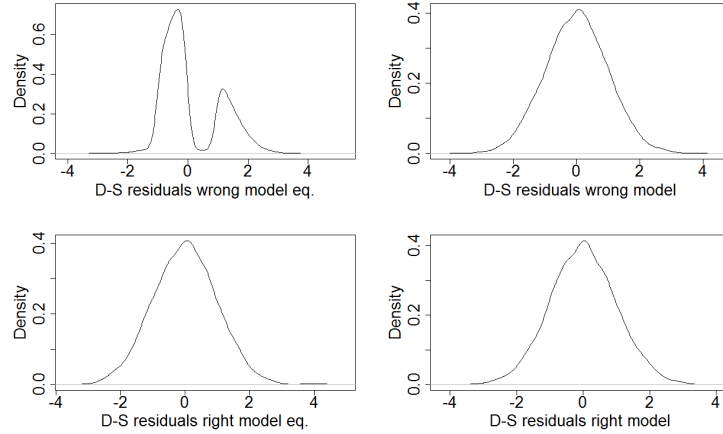 Density
0.0 0.2 0.4 0.6
-4 -2 0 2 4
D-S residuals wrong model eq.
Density
0.0 0.2 0.4
-4 -2 0 2 4
D-S residuals wrong model
Density
0.0 0.2 0.4
-4 -2 0 2 4
D-S residuals right model eq.
Density
0.0 0.2 0.4
-4 -2 0 2 4
D-S residuals right model